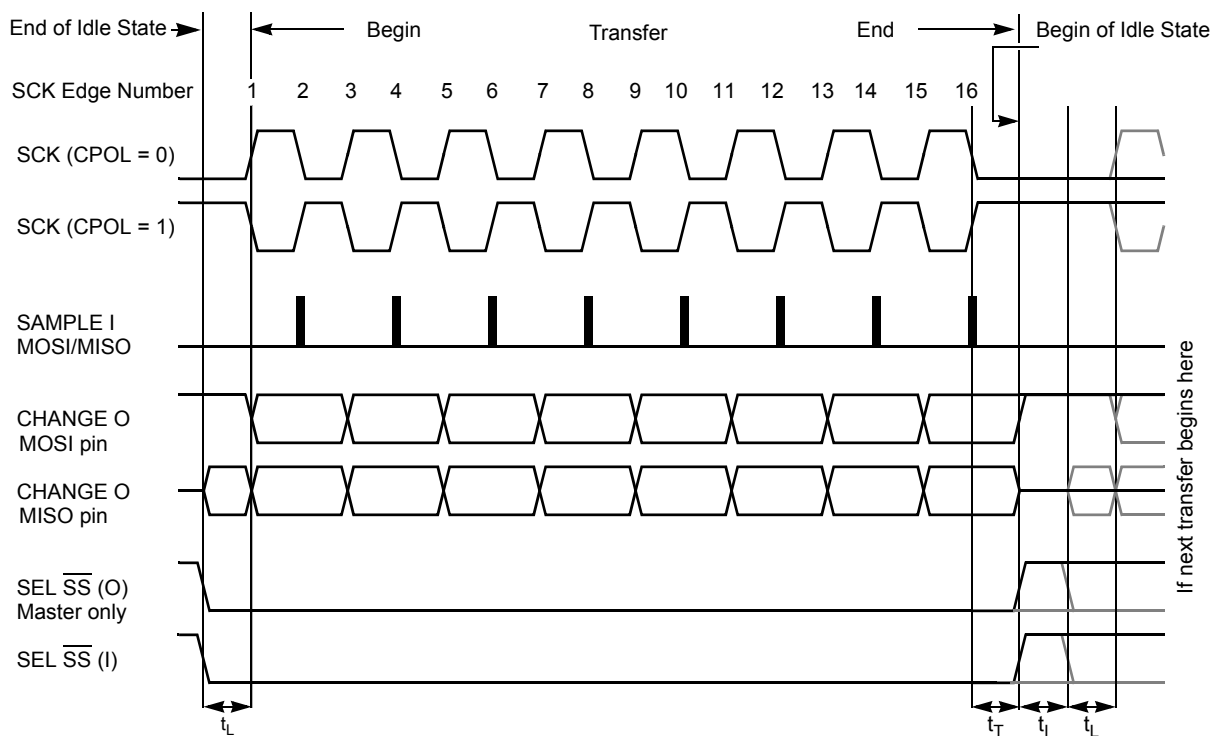 End of Idle State
Begin
Transfer
End
Begin of Idle State
SCK Edge Number
1 2 3 4 5 6 7 8 9 10 11 12 13 14 15 16
SCK (CPOL = 0)
SCK (CPOL = 1)
SAMPLE I
MOSI/MISO
CHANGE O
MOSI pin
CHANGE O
MISO pin
SEL S̅S̅ (O)
Master only
SEL S̅S̅ (I)
tL
tT
tI
tL
If next transfer begins here